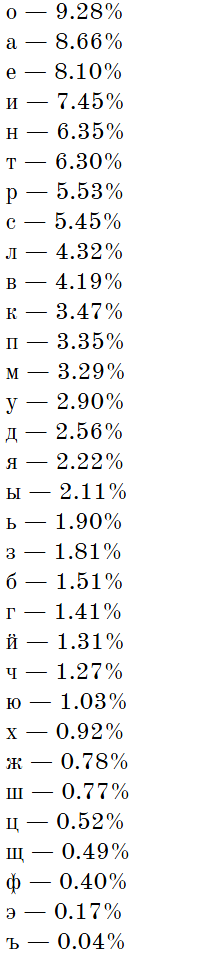 о — 9.28%
а — 8.66%
е — 8.10%
и — 7.45%
н — 6.35%
т — 6.30%
р — 5.53%
с — 5.45%
л — 4.32%
в — 4.19%
к — 3.47%
п — 3.35%
м — 3.29%
у — 2.90%
д — 2.56%
я — 2.22%
ы — 2.11%
ь — 1.90%
з — 1.81%
б — 1.51%
г — 1.41%
й — 1.31%
ч — 1.27%
ю — 1.03%
х — 0.92%
ж — 0.78%
ш — 0.77%
ц — 0.52%
щ — 0.49%
ф — 0.40%
э — 0.17%
ъ — 0.04%